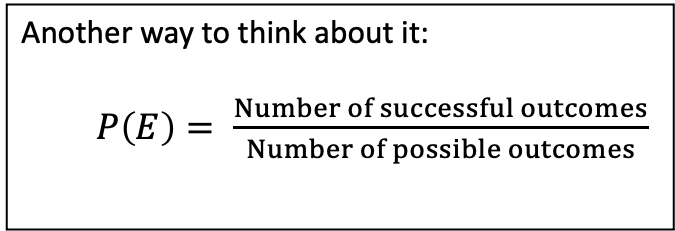 Another way to think about it:
P(E) = Number of successful outcomes
Number of possible outcomes